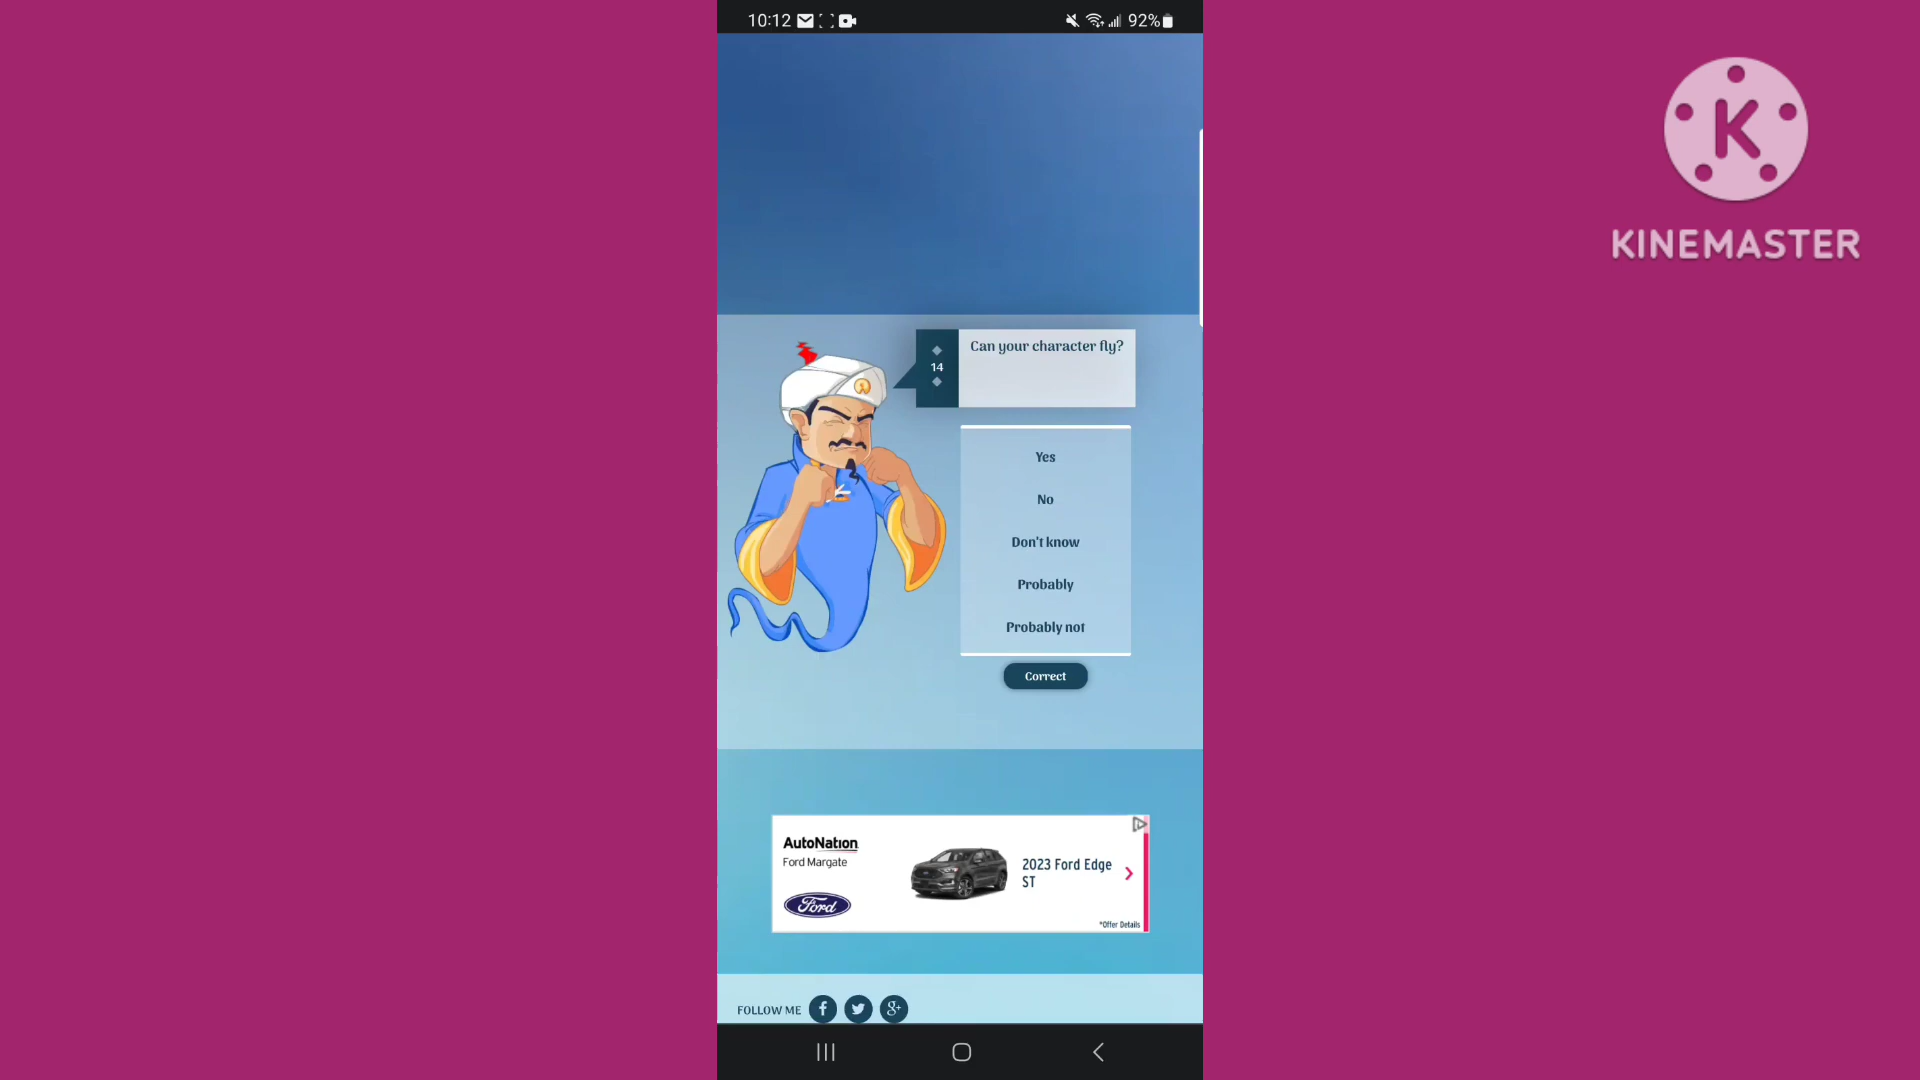 10:12
92%
K
KINEMASTER
14
Can your character fly?
Yes
No
Don't know
Probably
Probably not
Correct
AutoNation
Ford Margate
Ford
2023 Ford Edge
ST
*Offer Details
FOLLOW ME